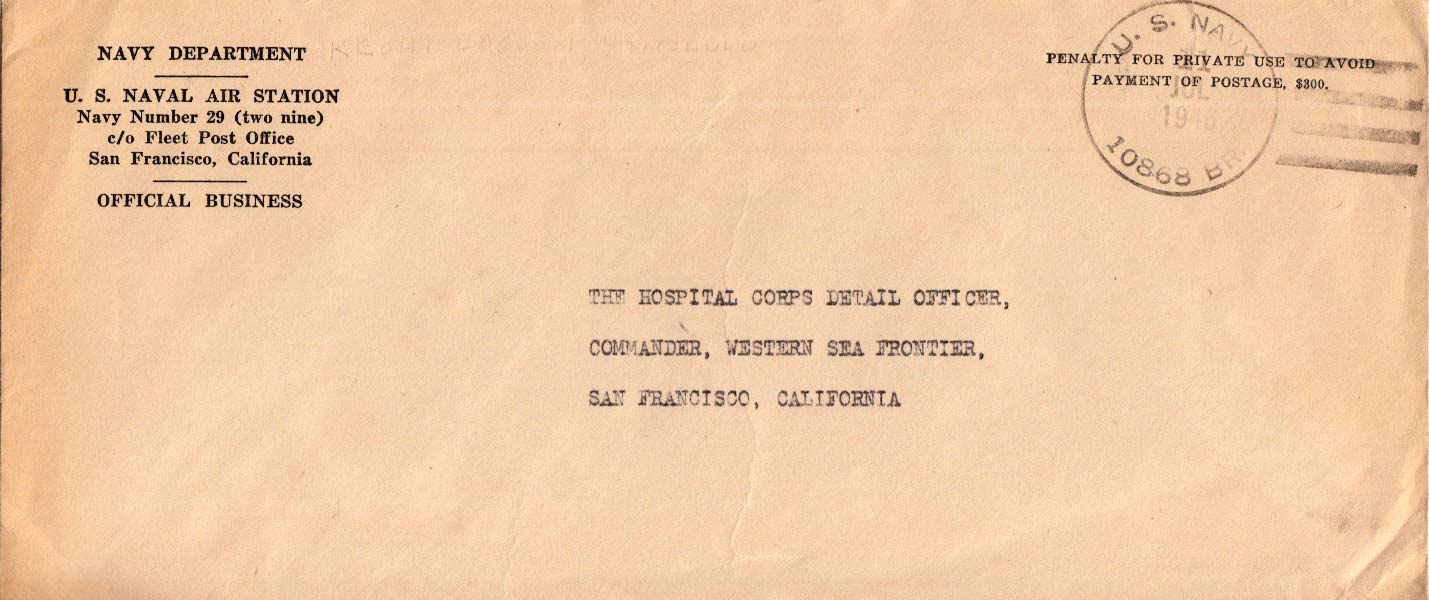 NAVY DEPARTMENT
U. S. NAVAL AIR STATION
Navy Number 29 (two nine)
c/o Fleet Post Office
San Francisco, California
OFFICIAL BUSINESS
PENALTY FOR PRIVATE USE TO AVOID
PAYMENT OF POSTAGE, $300.
U. S. NAVY
11
JUL
10868 BR.
THE HOSPITAL CORPS DETAIL OFFICER,
COMMANDER, WESTERN SEA FRONTIER,
SAN FRANCISCO, CALIFORNIA